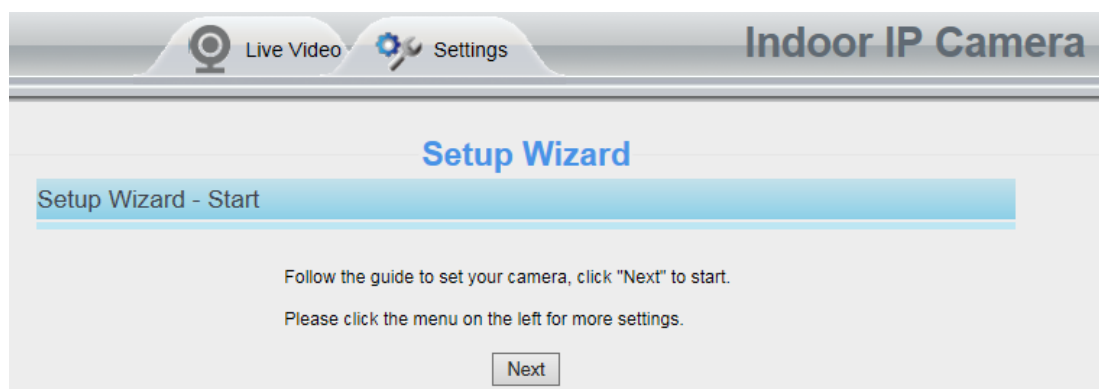 Live Video
Settings
Indoor IP Camera
Setup Wizard
Setup Wizard - Start
Follow the guide to set your camera, click "Next" to start.
Please click the menu on the left for more settings.
Next